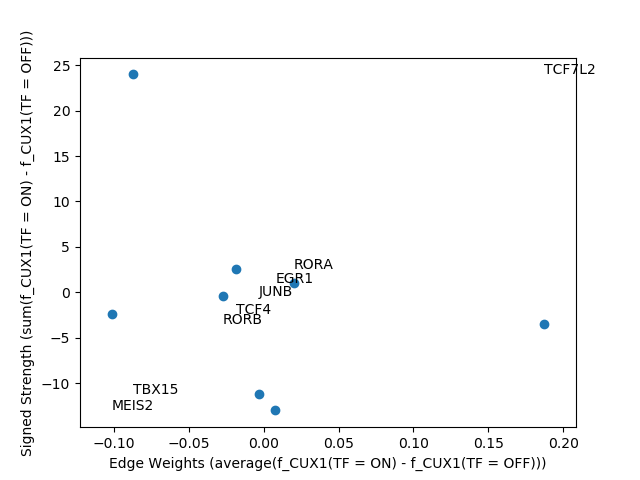 Signed Strength (sum(f_CUX1(TF = ON) - f_CUX1(TF = OFF)))
25
20
15
10
5
0
−5
−10
TCF7L2
RORA
EGR1
JUNB
TCF4
RORB
TBX15
MEIS2
−0.10
−0.05
0.00
0.05
0.10
0.15
0.20
Edge Weights (average(f_CUX1(TF = ON) - f_CUX1(TF = OFF)))